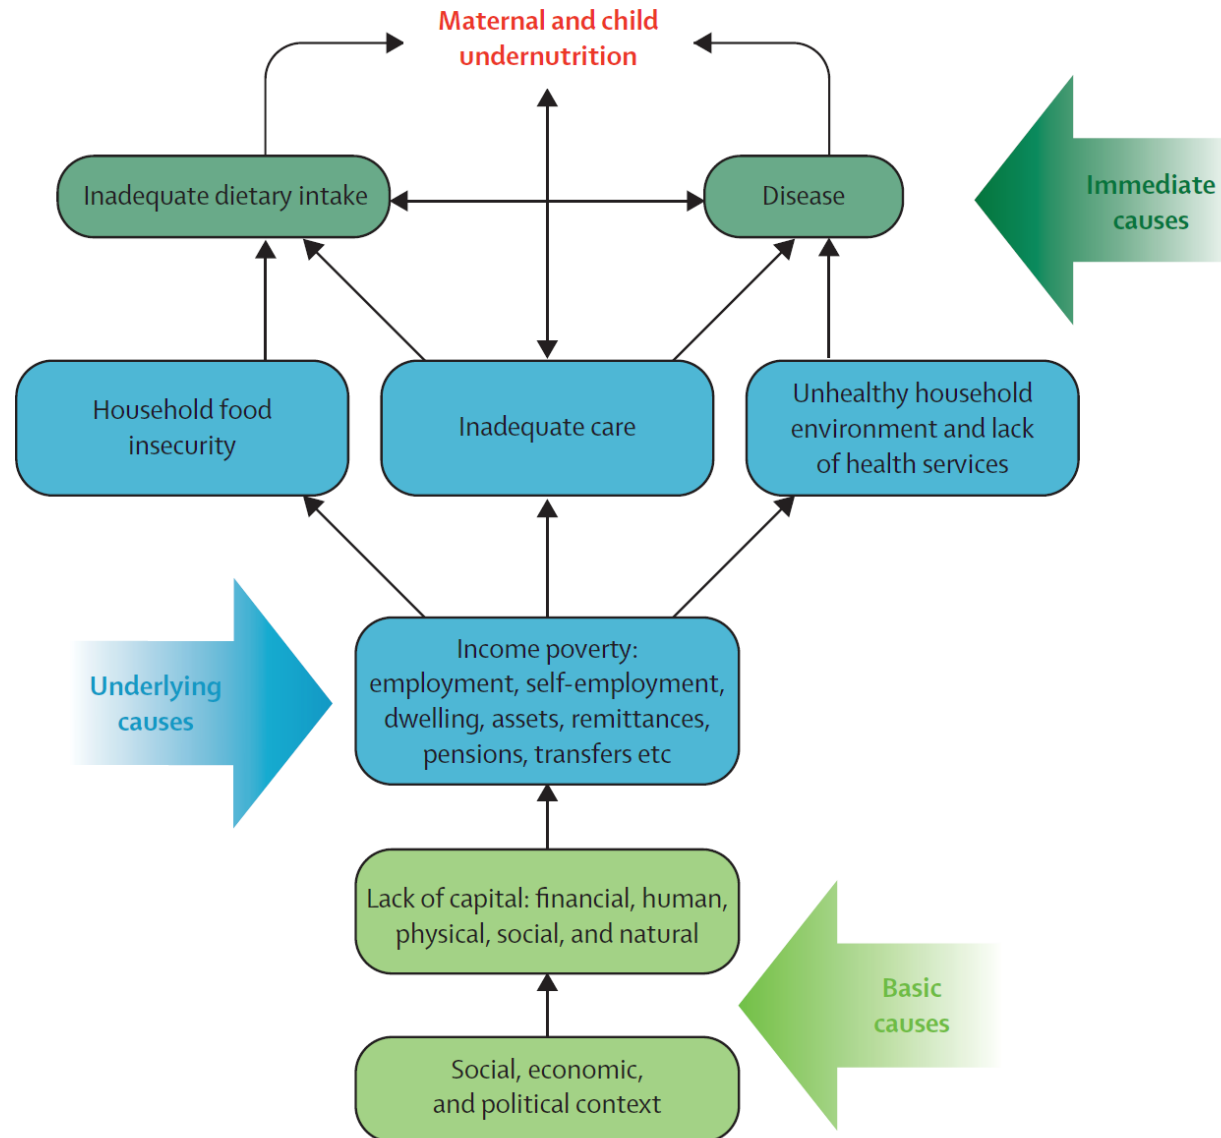 Maternal and child
undernutrition
Inadequate dietary intake
Disease
Immediate
causes
Household food
insecurity
Inadequate care
Unhealthy household
environment and lack
of health services
Underlying
causes
Income poverty:
employment, self-employment,
dwelling, assets, remittances,
pensions, transfers etc
Lack of capital: financial, human,
physical, social, and natural
Basic
causes
Social, economic,
and political context